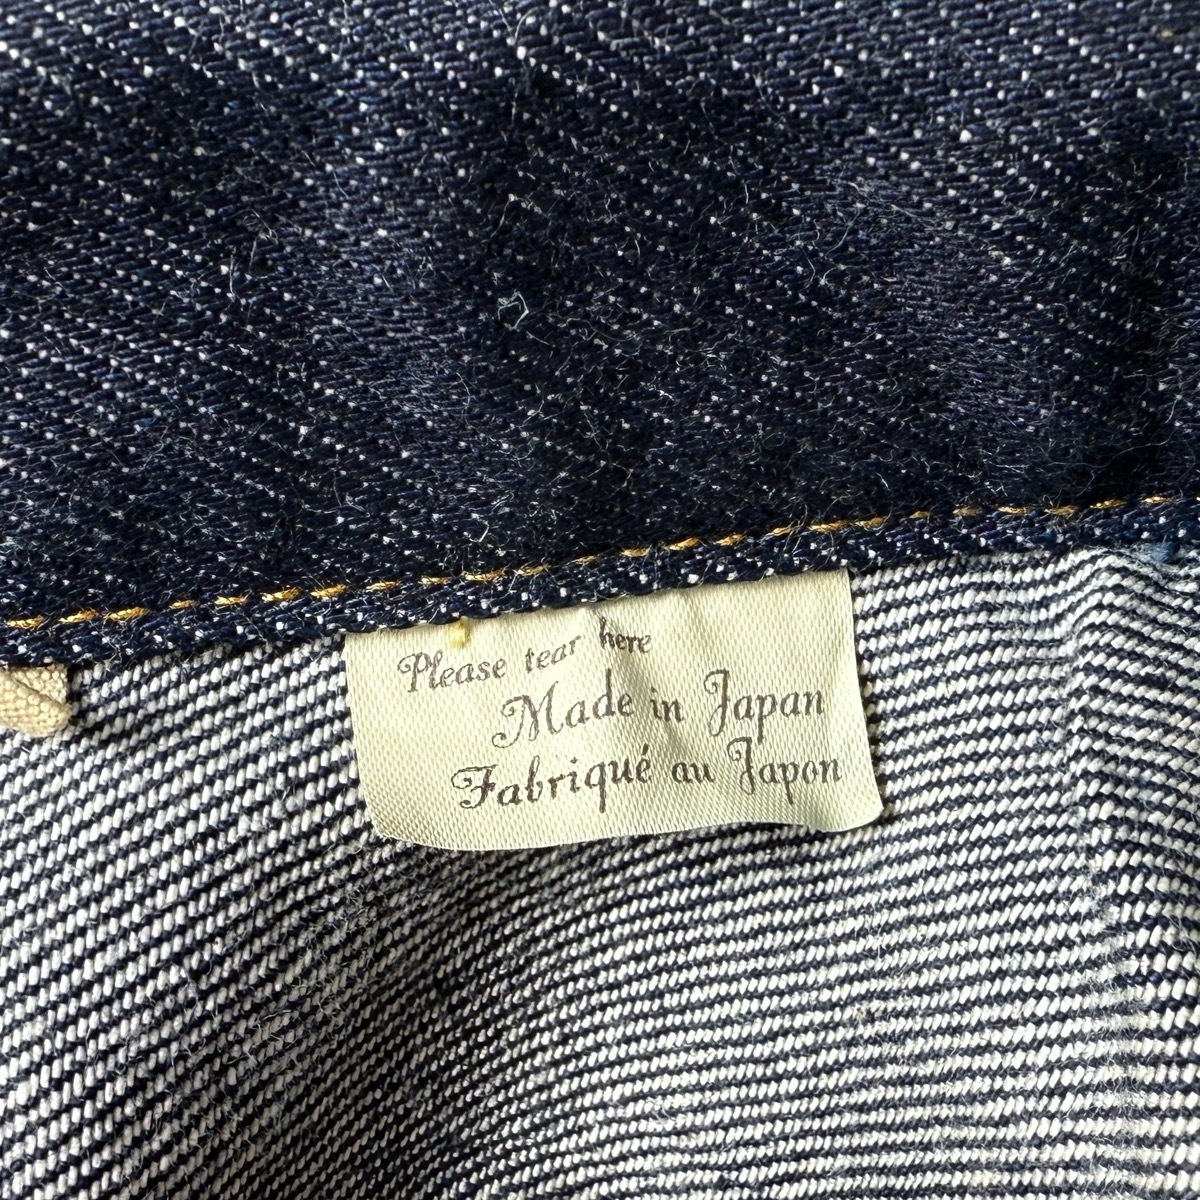 Please tear here
Made in Japan
Fabriqué au Japon